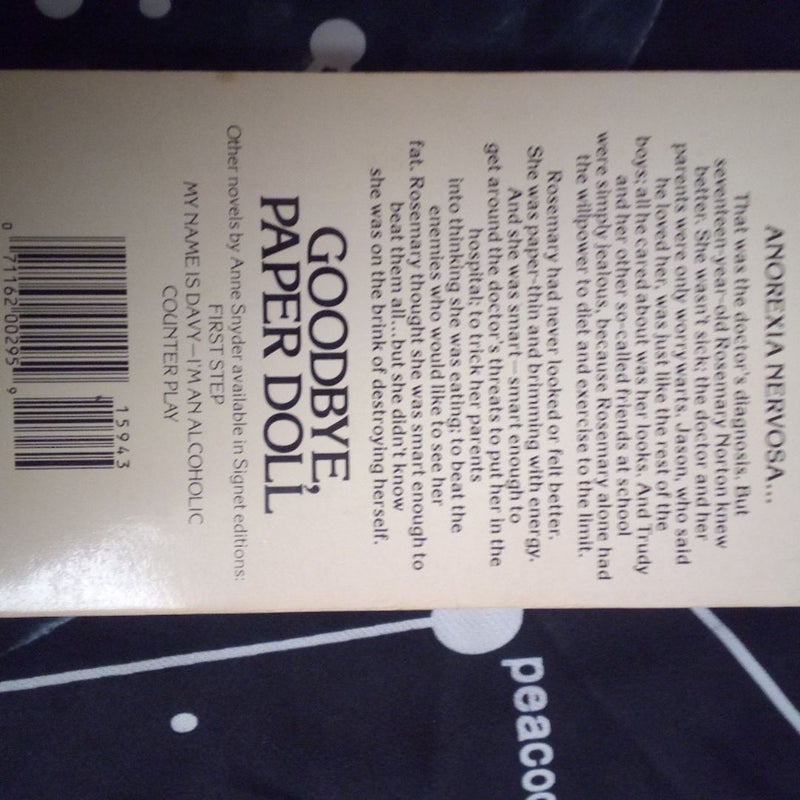 ANOREXIA NERVOSA...
That was the doctor's diagnosis. But
seventeen-year-old Rosemary Norton knew
better. She wasn't sick; the doctor and her
parents were only worrywarts. Jason, who said
he loved her, was just like the rest of the
boys; all he cared about was her looks. And Trudy
and her other so-called friends at school
were simply jealous, because Rosemary alone had
the willpower to diet and exercise to the limit.
Rosemary had never looked or felt better.
She was paper-thin and brimming with energy.
And she was smart—smart enough to
get around the doctor's threats to put her in the
hospital; to trick her parents
into thinking she was eating; to beat the
enemies who would like to see her
fat. Rosemary thought she was smart enough to
beat them all...but she didn't know
she was on the brink of destroying herself.
GOODBYE,
PAPER DOLL
Other novels by Anne Snyder available in Signet editions:
FIRST STEP
MY NAME IS DAVY—I'M AN ALCOHOLIC
COUNTER PLAY
15943
0 71162 00295 9
peacoc